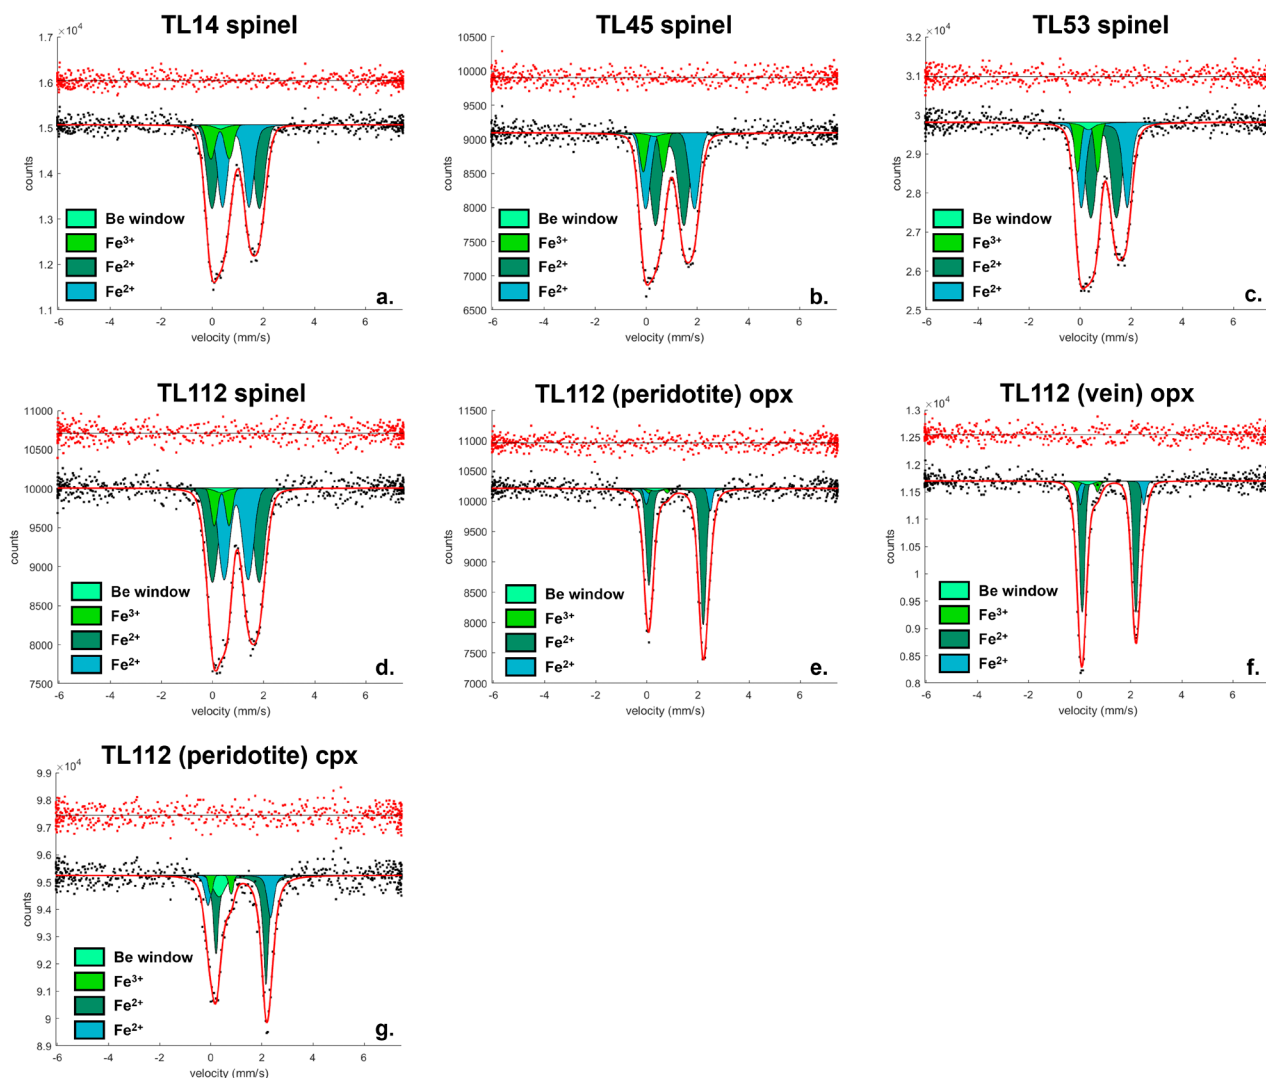 TL14 spinel
×10⁴
1.7
1.6
1.5
1.4
1.3
1.2
1.1
counts
Be window
Fe³⁺
Fe²⁺
Fe²⁺
a.
-6 -4 -2 0 2 4 6
velocity (mm/s)
TL45 spinel
10500
10000
9500
9000
8500
8000
7500
7000
6500
counts
Be window
Fe³⁺
Fe²⁺
Fe²⁺
b.
-6 -4 -2 0 2 4 6
velocity (mm/s)
TL53 spinel
×10⁴
3.2
3.1
3
2.9
2.8
2.7
2.6
2.5
counts
Be window
Fe³⁺
Fe²⁺
Fe²⁺
c.
-6 -4 -2 0 2 4 6
velocity (mm/s)
TL112 spinel
11000
10500
10000
9500
9000
8500
8000
7500
counts
Be window
Fe³⁺
Fe²⁺
Fe²⁺
d.
-6 -4 -2 0 2 4 6
velocity (mm/s)
TL112 (peridotite) opx
11500
11000
10500
10000
9500
9000
8500
8000
7500
7000
counts
Be window
Fe³⁺
Fe²⁺
Fe²⁺
e.
-6 -4 -2 0 2 4 6
velocity (mm/s)
TL112 (vein) opx
×10⁴
1.3
1.25
1.2
1.15
1.1
1.05
1
0.95
0.9
0.85
0.8
counts
Be window
Fe³⁺
Fe²⁺
Fe²⁺
f.
-6 -4 -2 0 2 4 6
velocity (mm/s)
TL112 (peridotite) cpx
×10⁴
9.9
9.8
9.7
9.6
9.5
9.4
9.3
9.2
9.1
9
8.9
counts
Be window
Fe³⁺
Fe²⁺
Fe²⁺
g.
-6 -4 -2 0 2 4 6
velocity (mm/s)